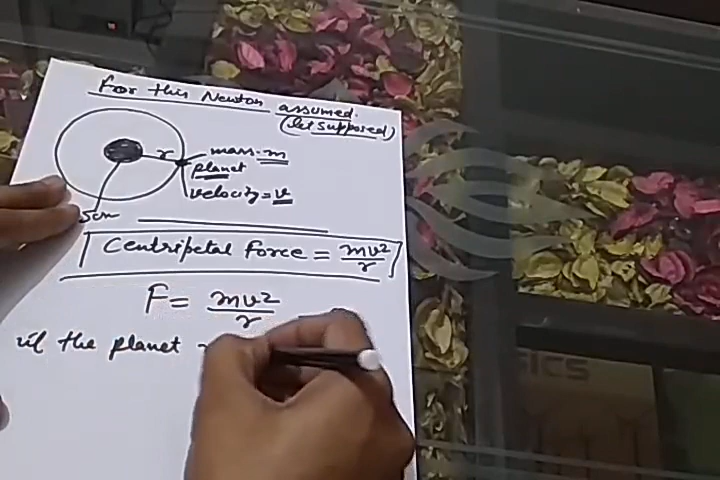 For this Newton assumed.
(let supposed)
r
mass = m
planet
velocity = v
Sun
Centripetal Force = mv²/r
F = mv²/r
if the planet